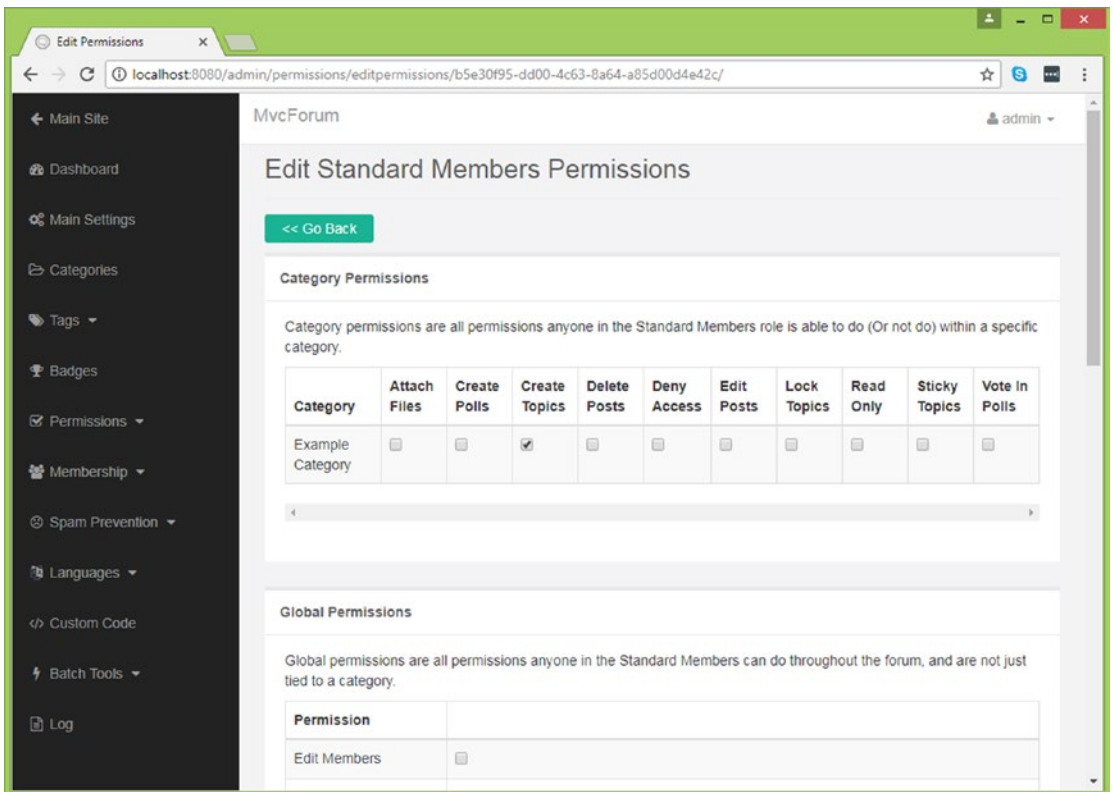 Edit Permissions
localhost:8080/admin/permissions/editpermissions/b5e30f95-dd00-4c63-8a64-a85d00d4e42c/
Main Site
MvcForum
admin
Dashboard
Edit Standard Members Permissions
Main Settings
<< Go Back
Categories
Category Permissions
Tags
Category permissions are all permissions anyone in the Standard Members role is able to do (Or not do) within a specific
category.
Badges
Category Attach Files Create Polls Create Topics Delete Posts Deny Access Edit Posts Lock Topics Read Only Sticky Topics Vote In Polls
Permissions
Example
Category
Membership
Spam Prevention
Languages
Global Permissions
Custom Code
Global permissions are all permissions anyone in the Standard Members can do throughout the forum, and are not just
tied to a category.
Batch Tools
Permission
Log
Edit Members